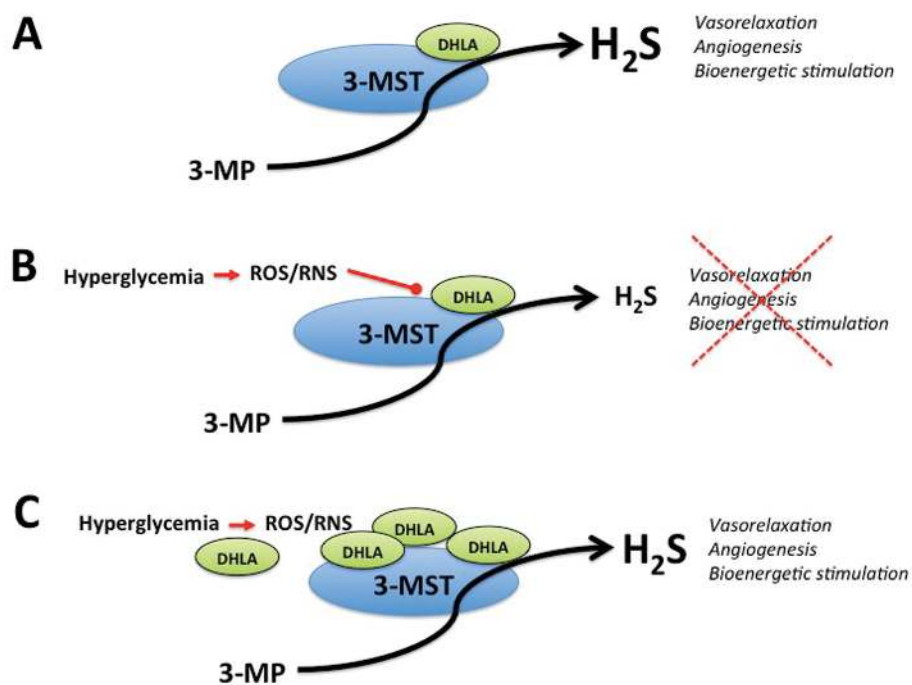 A
DHLA
3-MST
3-MP
H₂S
Vasorelaxation
Angiogenesis
Bioenergetic stimulation
B
Hyperglycemia
ROS/RNS
DHLA
3-MST
3-MP
H₂S
Vasorelaxation
Angiogenesis
Bioenergetic stimulation
C
Hyperglycemia
ROS/RNS
DHLA
DHLA
DHLA
DHLA
3-MST
3-MP
H₂S
Vasorelaxation
Angiogenesis
Bioenergetic stimulation